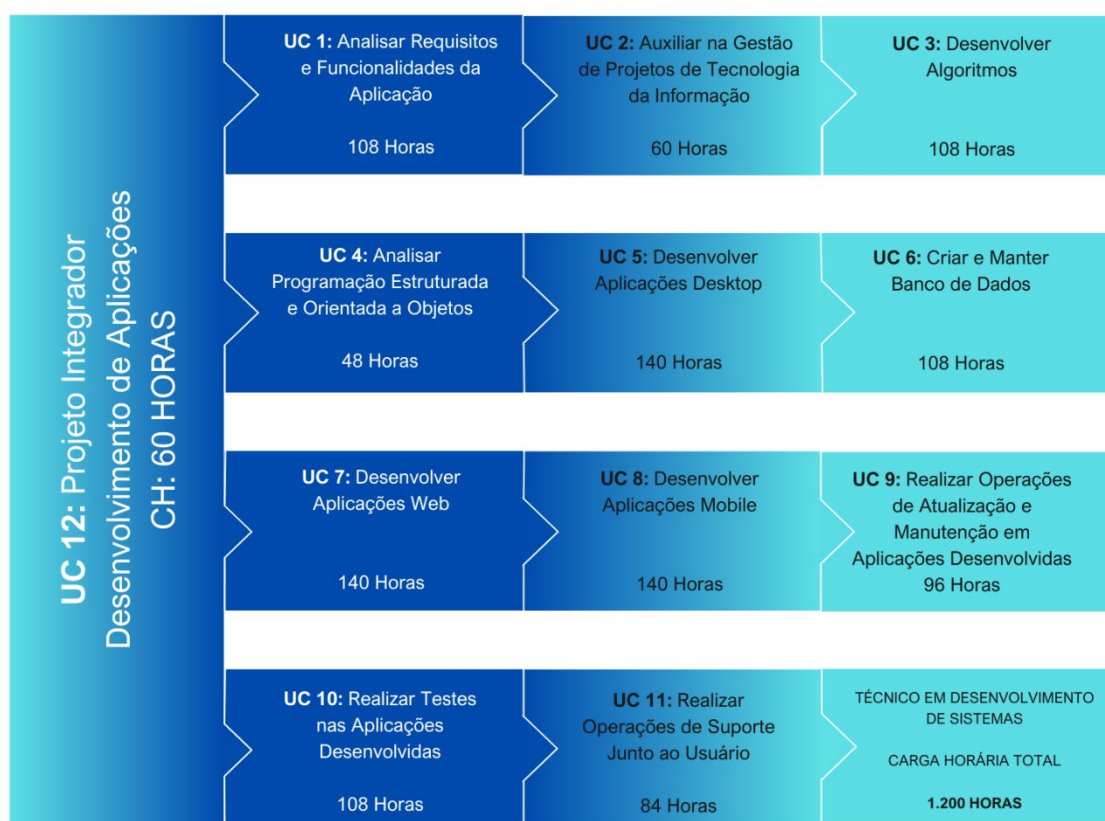 UC 12: Projeto Integrador
Desenvolvimento de Aplicações
CH: 60 HORAS
UC 1: Analisar Requisitos
e Funcionalidades da
Aplicação
108 Horas
UC 2: Auxiliar na Gestão
de Projetos de Tecnologia
da Informação
60 Horas
UC 3: Desenvolver
Algoritmos
108 Horas
UC 4: Analisar
Programação Estruturada
e Orientada a Objetos
48 Horas
UC 5: Desenvolver
Aplicações Desktop
140 Horas
UC 6: Criar e Manter
Banco de Dados
108 Horas
UC 7: Desenvolver
Aplicações Web
140 Horas
UC 8: Desenvolver
Aplicações Mobile
140 Horas
UC 9: Realizar Operações
de Atualização e
Manutenção em
Aplicações Desenvolvidas
96 Horas
UC 10: Realizar Testes
nas Aplicações
Desenvolvidas
108 Horas
UC 11: Realizar
Operações de Suporte
Junto ao Usuário
84 Horas
TÉCNICO EM DESENVOLVIMENTO
DE SISTEMAS
CARGA HORÁRIA TOTAL
1.200 HORAS